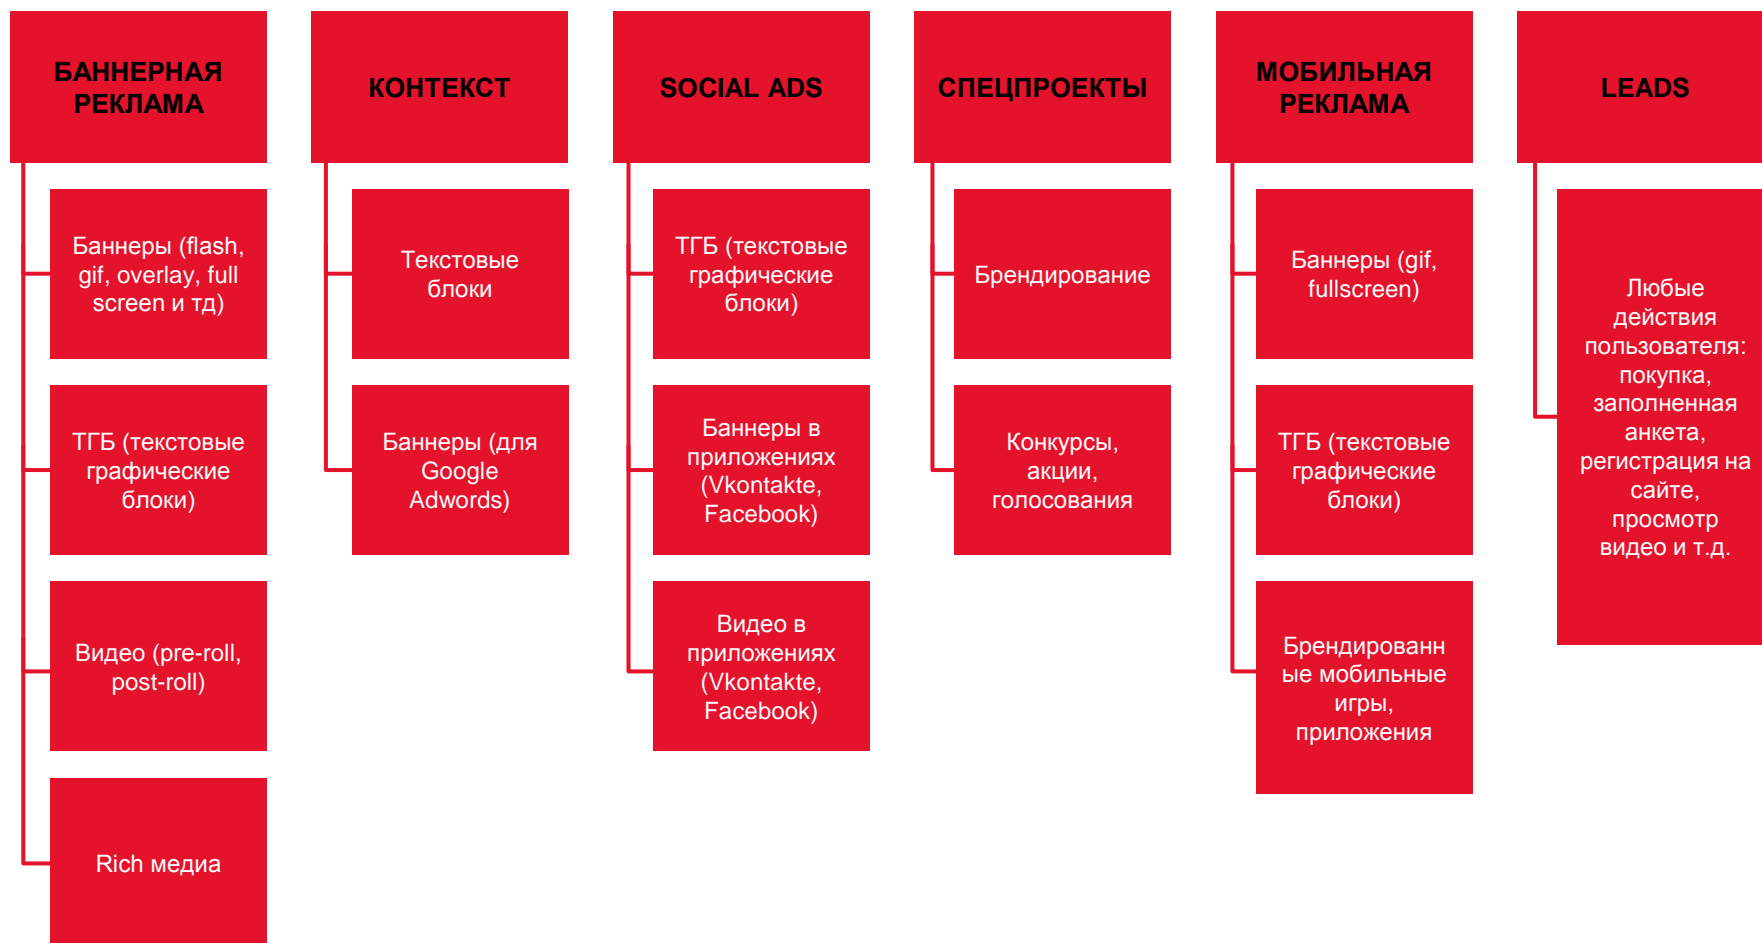 БАННЕРНАЯ
РЕКЛАМА
Баннеры (flash,
gif, overlay, full
screen и тд)
ТГБ (текстовые
графические
блоки)
Видео (pre-roll,
post-roll)
Rich медиа
КОНТЕКСТ
Текстовые
блоки
Баннеры (для
Google
Adwords)
SOCIAL ADS
ТГБ (текстовые
графические
блоки)
Баннеры в
приложениях
(Vkontakte,
Facebook)
Видео в
приложениях
(Vkontakte,
Facebook)
СПЕЦПРОЕКТЫ
Брендирование
Конкурсы,
акции,
голосования
МОБИЛЬНАЯ
РЕКЛАМА
Баннеры (gif,
fullscreen)
ТГБ (текстовые
графические
блоки)
Брендированн
ые мобильные
игры,
приложения
LEADS
Любые
действия
пользователя:
покупка,
заполненная
анкета,
регистрация на
сайте,
просмотр
видео и т.д.